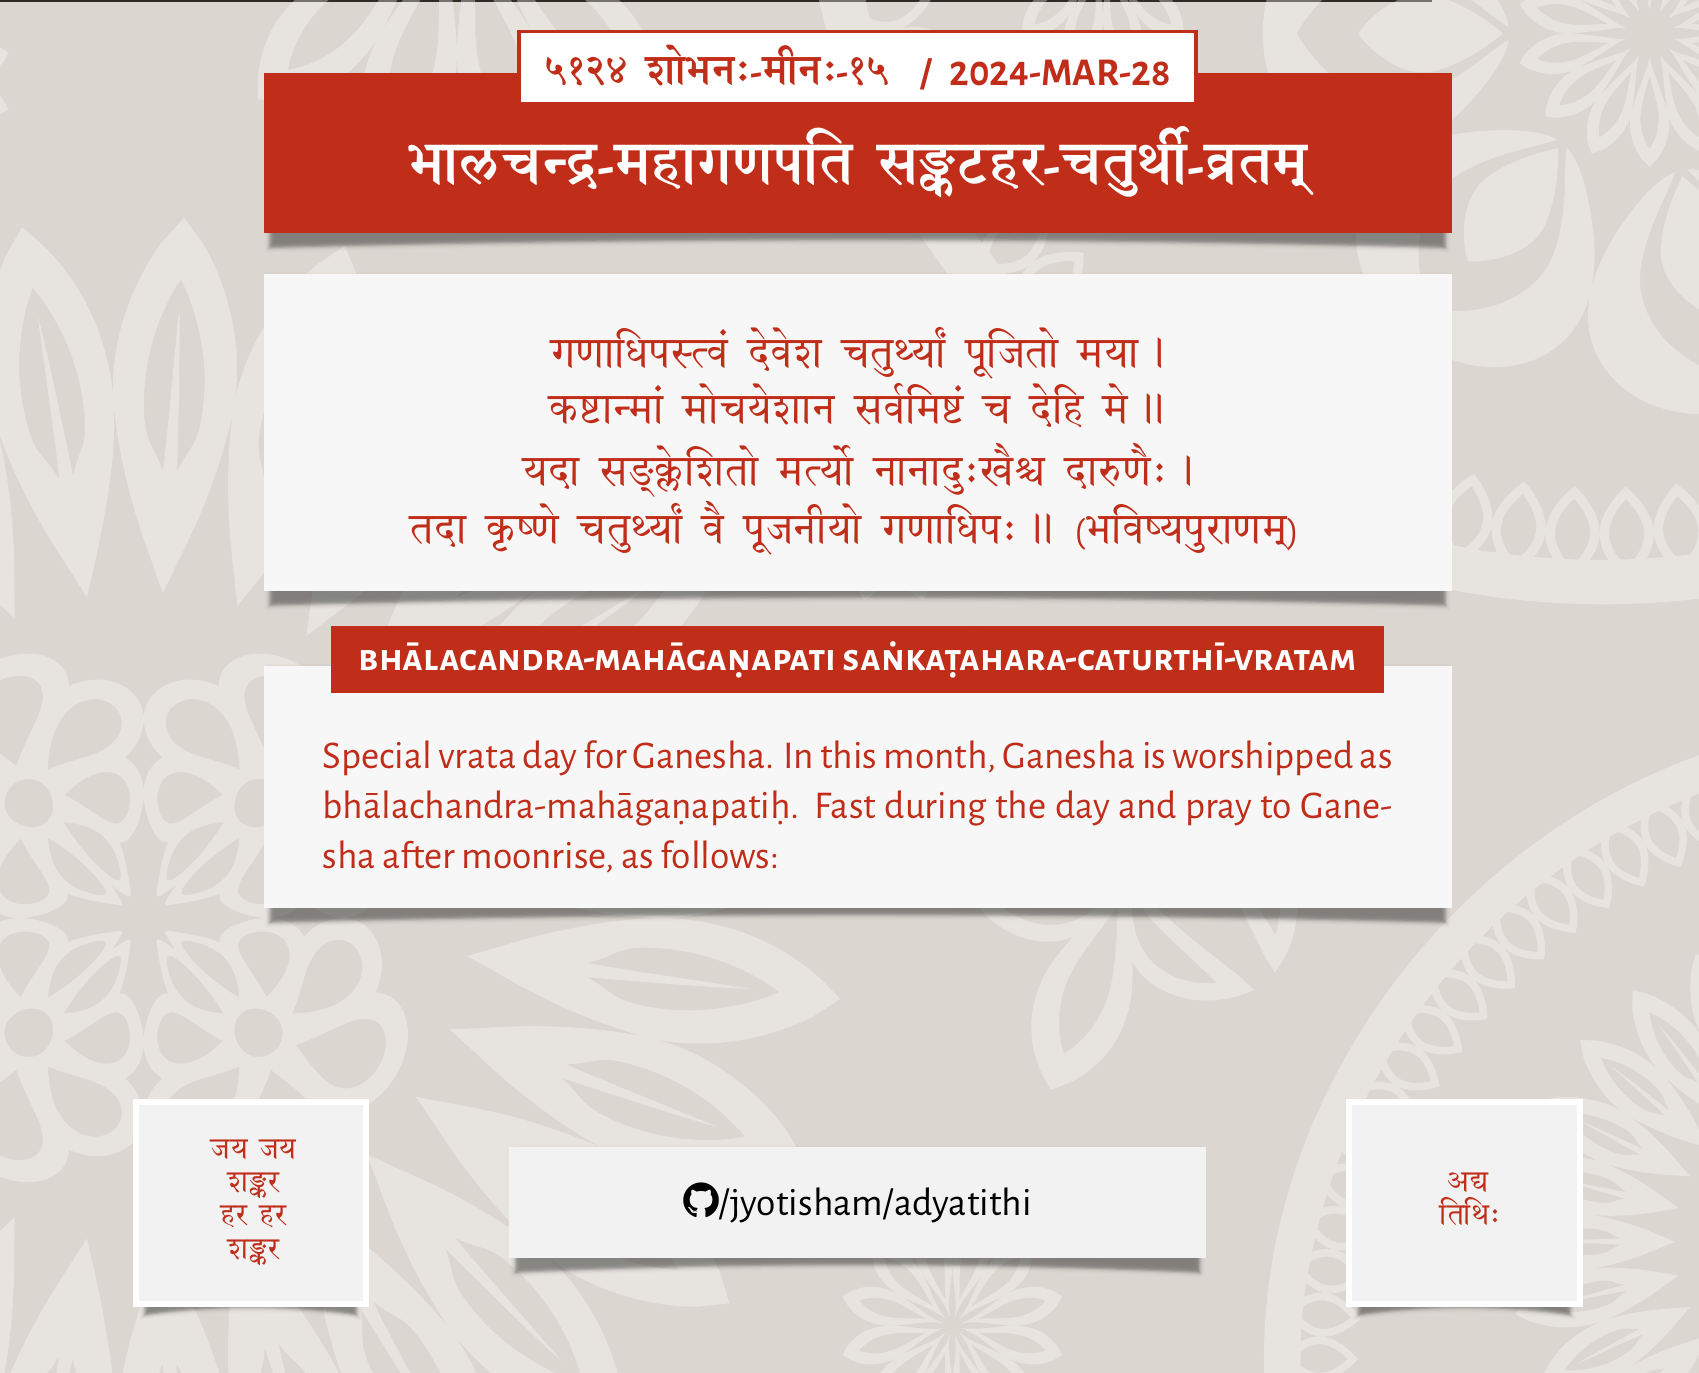 ५१२४ शोभनः-मीनः-१५ / 2024-MAR-28
भालचन्द्र-महागणपति सङ्कटहर-चतुर्थी-व्रतम्
गणाधिपस्त्वं देवेश चतुर्थ्यां पूजितो मया ।
कष्टान्मां मोचयेशान सर्वमिष्टं च देहि मे ॥
यदा सङ्क्लेशितो मर्त्यो नानादुःखैश्च दारुणैः ।
तदा कृष्णे चतुर्थ्यां वै पूजनीयो गणाधिपः ॥ (भविष्यपुराणम्)
BHĀLACANDRA-MAHĀGAṆAPATI SAṄKAṬAHARA-CATURTHĪ-VRATAM
Special vrata day for Ganesha. In this month, Ganesha is worshipped as
bhālachandra-mahāgaṇapatiḥ. Fast during the day and pray to Gane-
sha after moonrise, as follows:
जय जय
शङ्कर
हर हर
शङ्कर
/jyotisham/adyatithi
अद्य
तिथिः